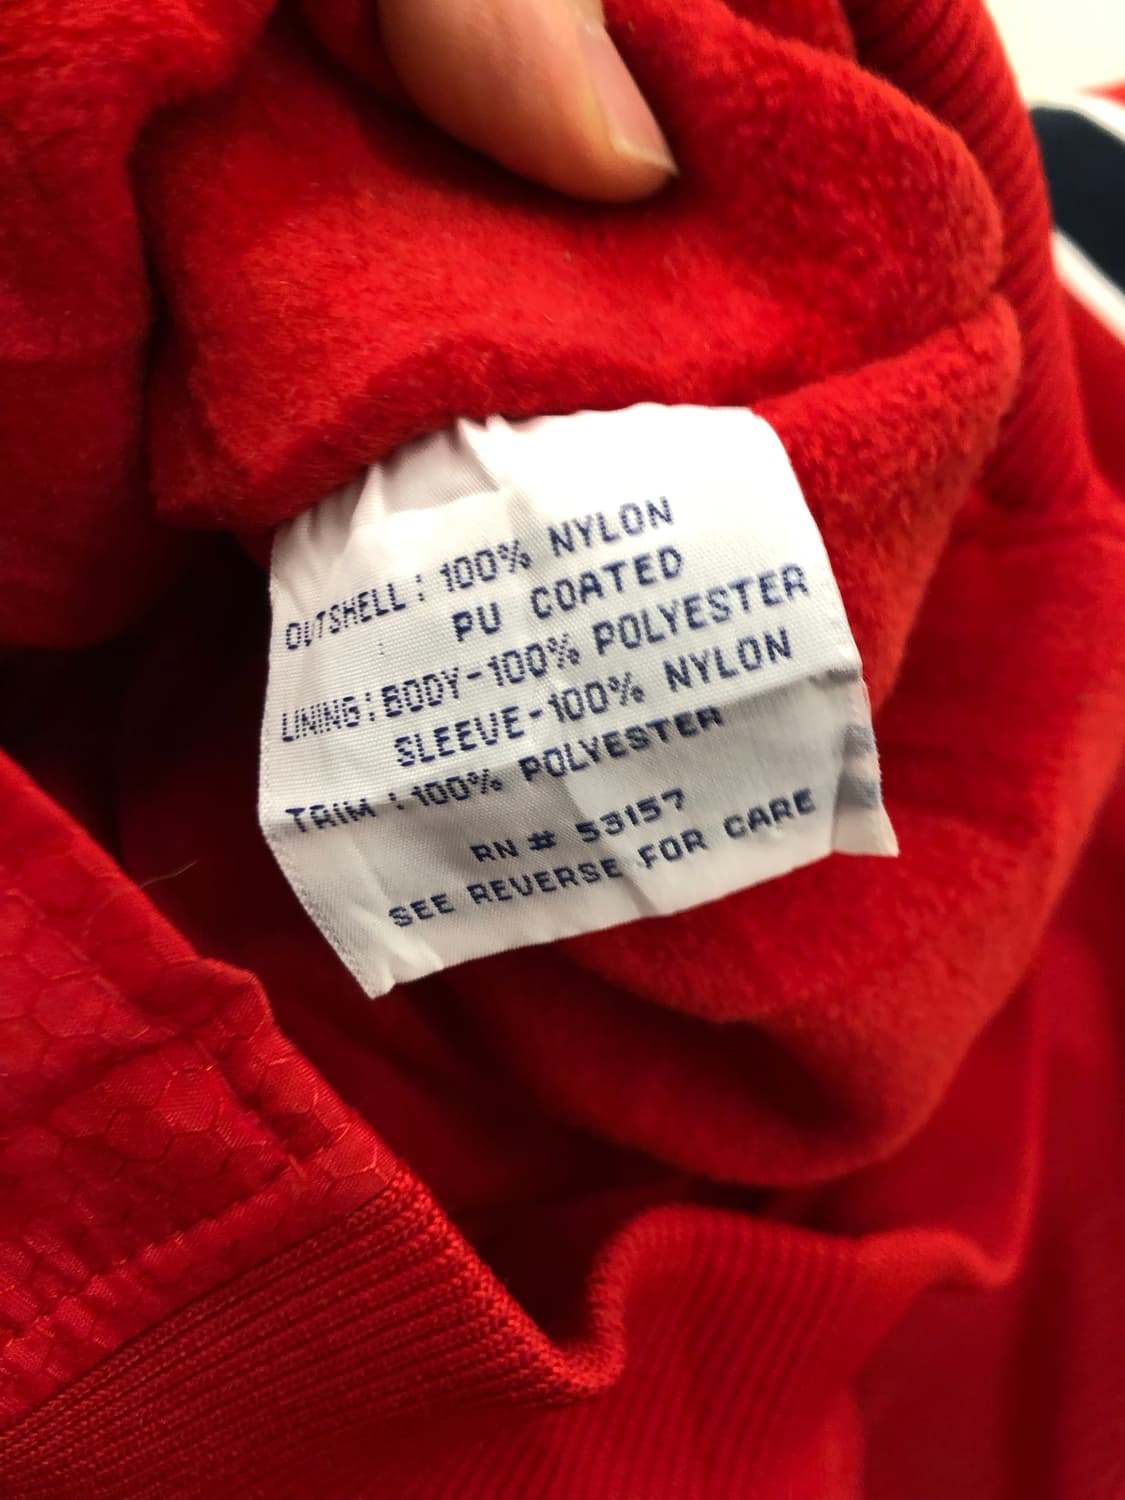 OUTSHELL: 100% NYLON
PU COATED
LINING: BODY-100% POLYESTER
SLEEVE-100% NYLON
TRIM: 100% POLYESTER
RN # 53157
SEE REVERSE FOR CARE